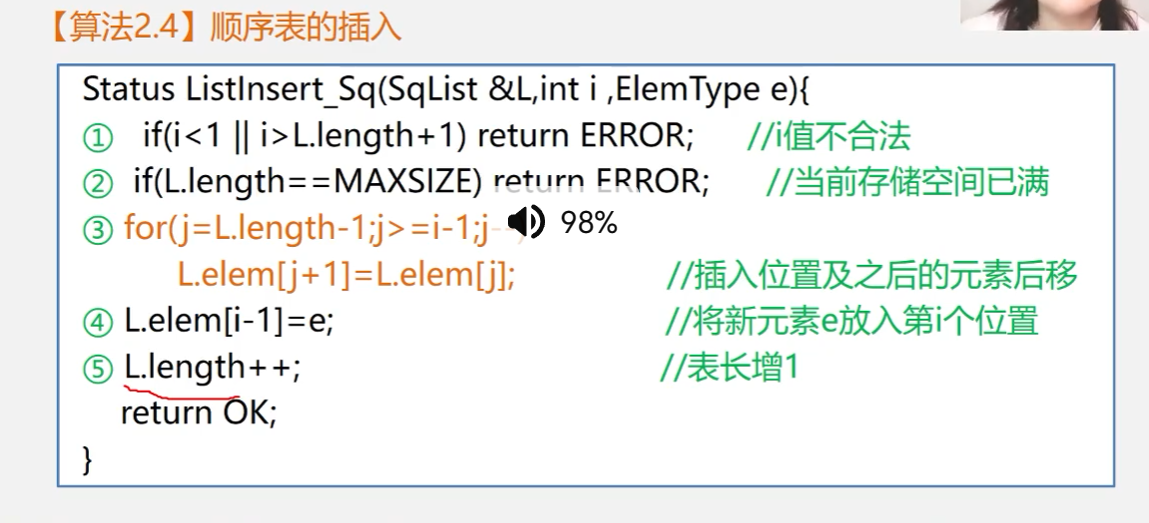 【算法2.4】顺序表的插入
Status ListInsert_Sq(SqList &L,int i ,ElemType e){
① if(i<1 || i>L.length+1) return ERROR; //i值不合法
② if(L.length==MAXSIZE) return ERROR; //当前存储空间已满
③ for(j=L.length-1;j>=i-1;j--) 98%
L.elem[j+1]=L.elem[j]; //插入位置及之后的元素后移
④ L.elem[i-1]=e; //将新元素e放入第i个位置
⑤ L.length++; //表长增1
return OK;
}